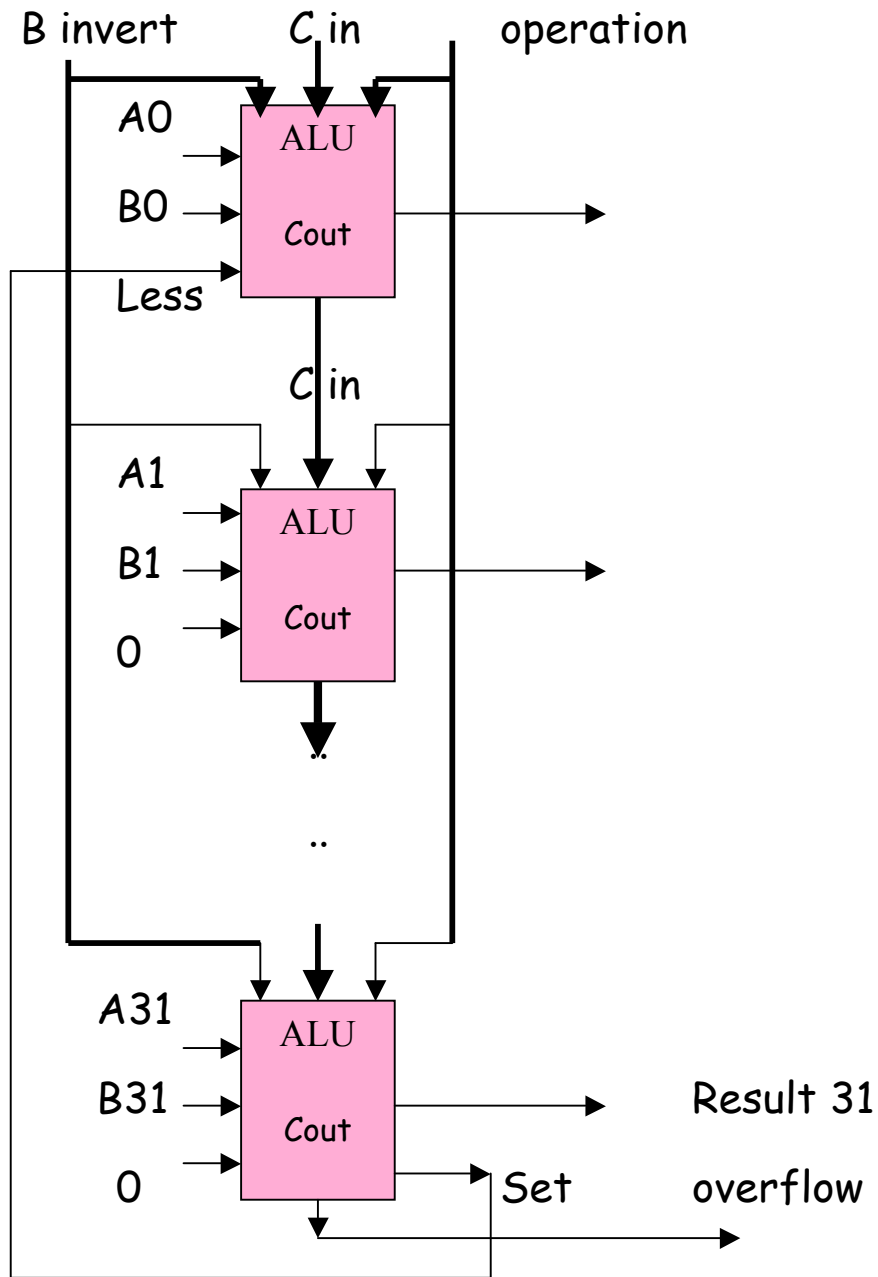 B invert C in operation
A0
ALU
B0
Cout
Less
C in
A1
ALU
B1
Cout
0
..
..
A31
ALU
B31
Cout
Result 31
0
Set
overflow